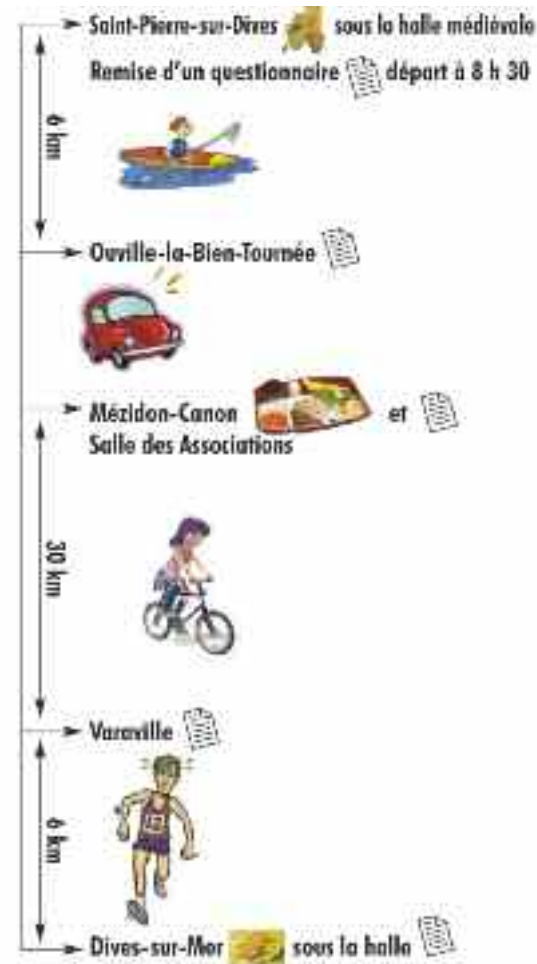 Saint-Pierre-sur-Dives sous la halle médiévale
Remise d'un questionnaire départ à 8 h 30
6 km
Ouville-la-Bien-Tournée
Mézidon-Canon et
Salle des Associations
30 km
Varaville
6 km
Dives-sur-Mer sous la halle